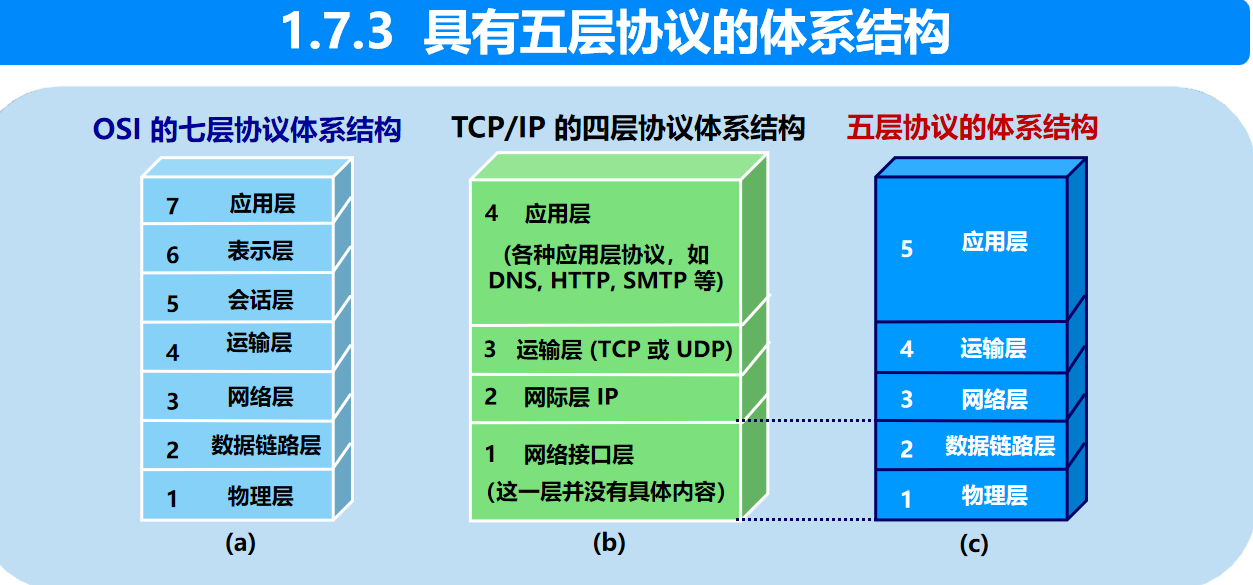 1.7.3 具有五层协议的体系结构
OSI 的七层协议体系结构
7 应用层
6 表示层
5 会话层
4 运输层
3 网络层
2 数据链路层
1 物理层
(a)
TCP/IP 的四层协议体系结构
4 应用层
(各种应用层协议，如
DNS, HTTP, SMTP 等)
3 运输层 (TCP 或 UDP)
2 网际层 IP
1 网络接口层
(这一层并没有具体内容)
(b)
五层协议的体系结构
5 应用层
4 运输层
3 网络层
2 数据链路层
1 物理层
(c)